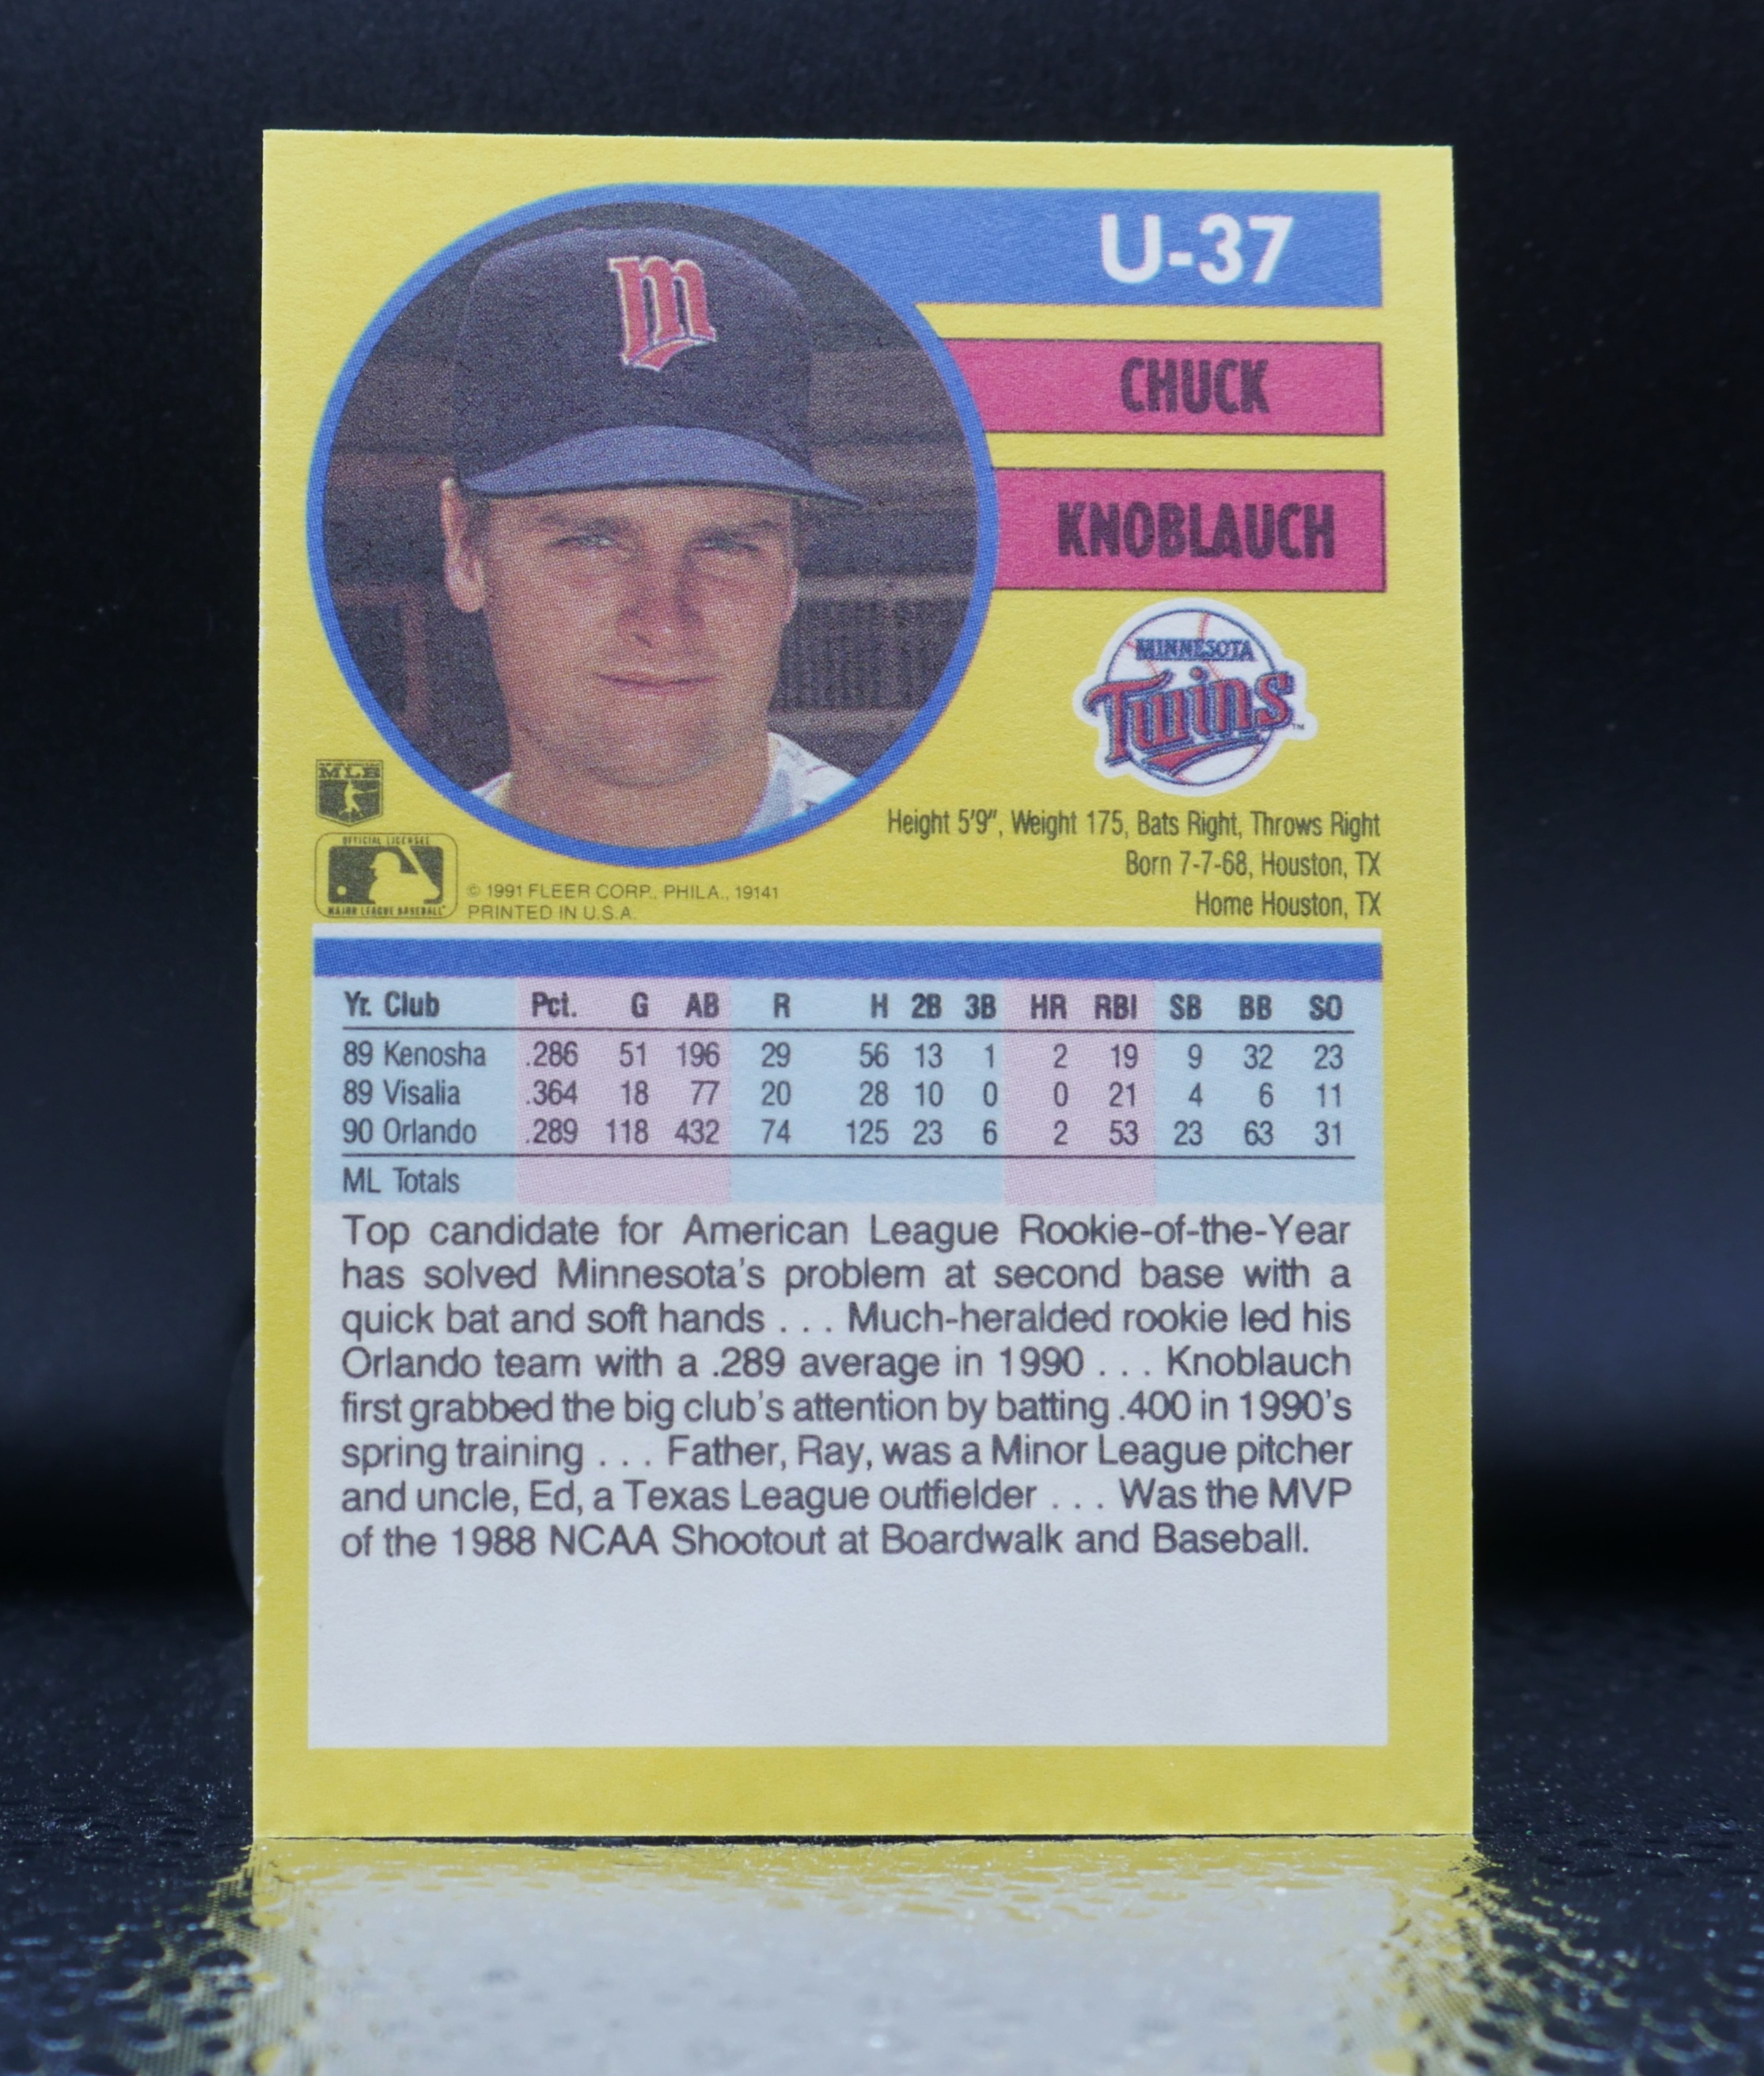 U-37
CHUCK
KNOBLAUCH
m
MINNESOTA
Twins
TM
MLB
OFFICIAL LICENSEE
MAJOR LEAGUE BASEBALL
© 1991 FLEER CORP., PHILA., 19141
PRINTED IN U.S.A.
Height 5'9", Weight 175, Bats Right, Throws Right
Born 7-7-68, Houston, TX
Home Houston, TX
Yr. Club Pct. G AB R H 2B 3B HR RBI SB BB SO
89 Kenosha .286 51 196 29 56 13 1 2 19 9 32 23
89 Visalia .364 18 77 20 28 10 0 0 21 4 6 11
90 Orlando .289 118 432 74 125 23 6 2 53 23 63 31
ML Totals
Top candidate for American League Rookie-of-the-Year
has solved Minnesota's problem at second base with a
quick bat and soft hands . . . Much-heralded rookie led his
Orlando team with a .289 average in 1990 . . . Knoblauch
first grabbed the big club's attention by batting .400 in 1990's
spring training . . . Father, Ray, was a Minor League pitcher
and uncle, Ed, a Texas League outfielder . . . Was the MVP
of the 1988 NCAA Shootout at Boardwalk and Baseball.